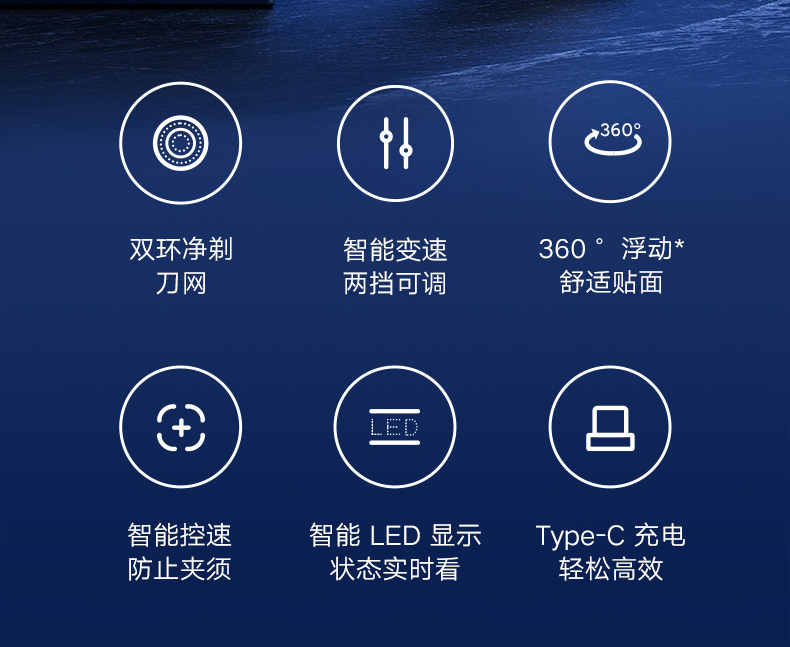 360°
双环净剃
刀网
智能变速
两挡可调
360 ° 浮动*
舒适贴面
LED
智能控速
防止夹须
智能 LED 显示
状态实时看
Type-C 充电
轻松高效